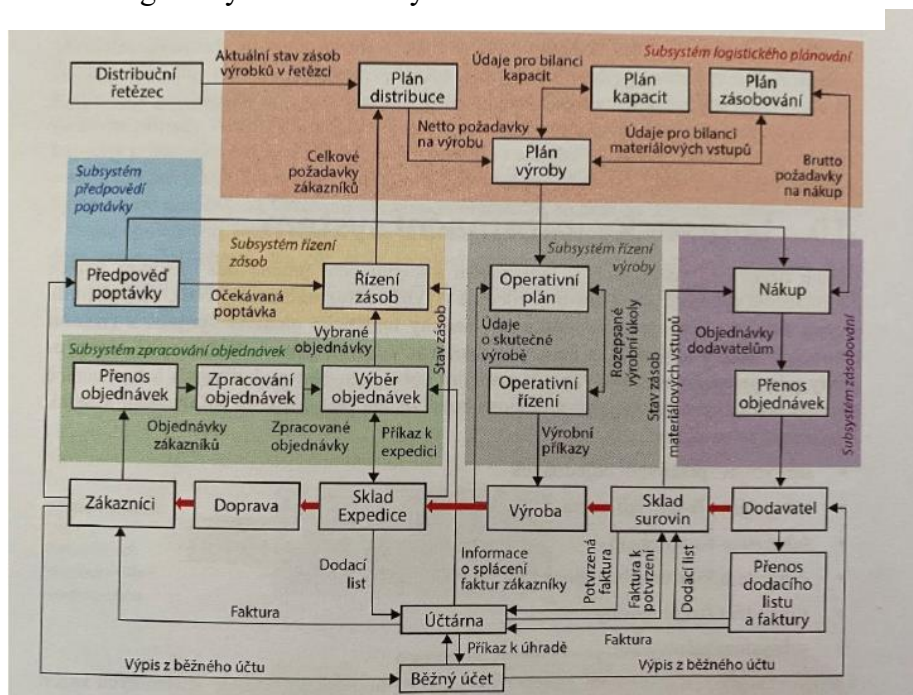 Subsystém logistického plánování
Aktuální stav zásob
výrobků v řetězci
Distribuční
řetězec
Plán
distribuce
Údaje pro bilanci
kapacit
Plán
kapacit
Plán
zásobování
Netto požadavky
na výrobu
Plán
výroby
Údaje pro bilanci
materiálových vstupů
Brutto
požadavky
na nákup
Celkové
požadavky
zákazníků
Subsystém
předpovědí
poptávky
Předpověď
poptávky
Očekávaná
poptávka
Subsystém řízení
zásob
Řízení
zásob
Vybrané
objednávky
Stav zásob
Subsystém řízení
výroby
Operativní
plán
Údaje
o skutečné
výrobě
Rozepsané
výrobní úkoly
Operativní
řízení
Výrobní
příkazy
Stav zásob
materiálových vstupů
Nákup
Objednávky
dodavatelům
Přenos
objednávek
Subsystém zásobování
Subsystém zpracování objednávek
Přenos
objednávek
Zpracování
objednávek
Výběr
objednávek
Objednávky
zákazníků
Zpracované
objednávky
Příkaz k
expedici
Zákazníci
Doprava
Sklad
Expedice
Výroba
Sklad
surovin
Dodavatel
Dodací
list
Informace
o splácení
faktur zákazníky
Potvrzená
faktura
Faktura k
potvrzení
Dodací list
Přenos
dodacího
listu
a faktury
Faktura
Účtárna
Faktura
Příkaz k úhradě
Výpis z běžného účtu
Běžný účet
Výpis z běžného účtu